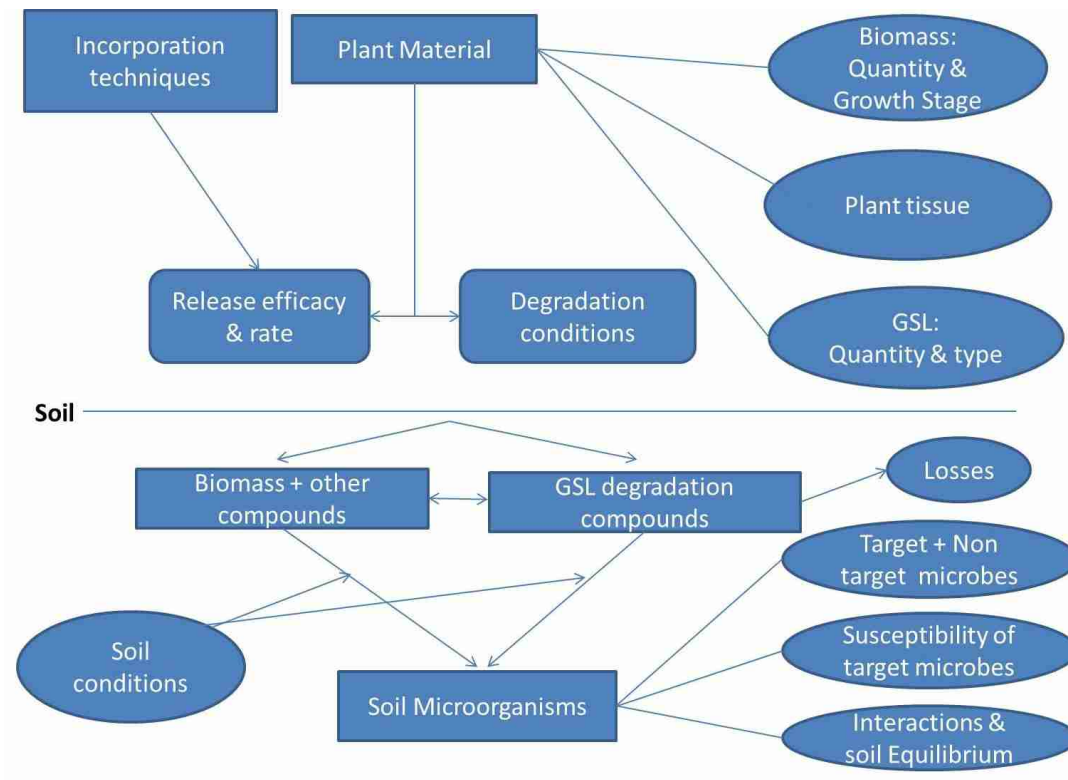 Incorporation
techniques
Plant Material
Biomass:
Quantity &
Growth Stage
Plant tissue
Release efficacy
& rate
Degradation
conditions
GSL:
Quantity & type
Soil
Biomass + other
compounds
GSL degradation
compounds
Losses
Target + Non
target microbes
Soil
conditions
Susceptibility of
target microbes
Soil Microorganisms
Interactions &
soil Equilibrium